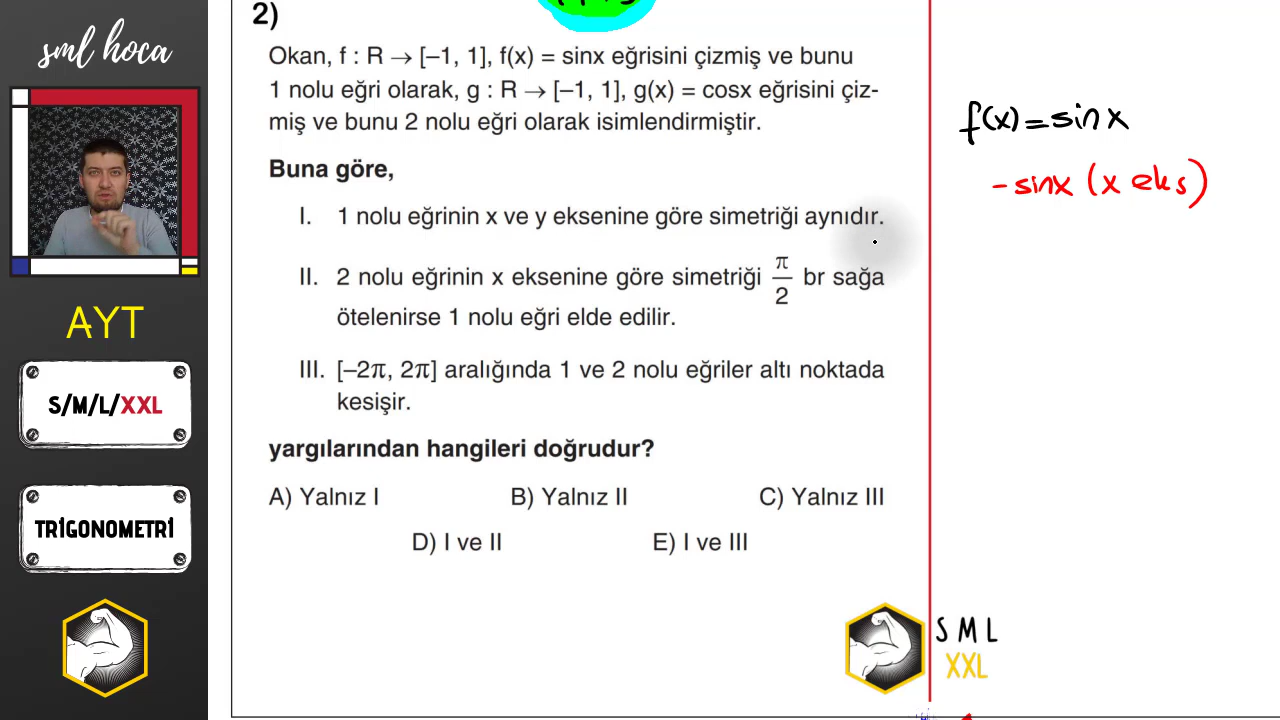 sml hoca
AYT
S/M/L/XXL
TRİGONOMETRİ
2)
Okan, f : R → [–1, 1], f(x) = sinx eğrisini çizmiş ve bunu
1 nolu eğri olarak, g : R → [–1, 1], g(x) = cosx eğrisini çiz-
miş ve bunu 2 nolu eğri olarak isimlendirmiştir.
Buna göre,
I. 1 nolu eğrinin x ve y eksenine göre simetriği aynıdır.
II. 2 nolu eğrinin x eksenine göre simetriği π/2 br sağa
ötelenirse 1 nolu eğri elde edilir.
III. [–2π, 2π] aralığında 1 ve 2 nolu eğriler altı noktada
kesişir.
yargılarından hangileri doğrudur?
A) Yalnız I B) Yalnız II C) Yalnız III
D) I ve II E) I ve III
f(x)=sinx
-sinx (x eks)
S M L
XXL